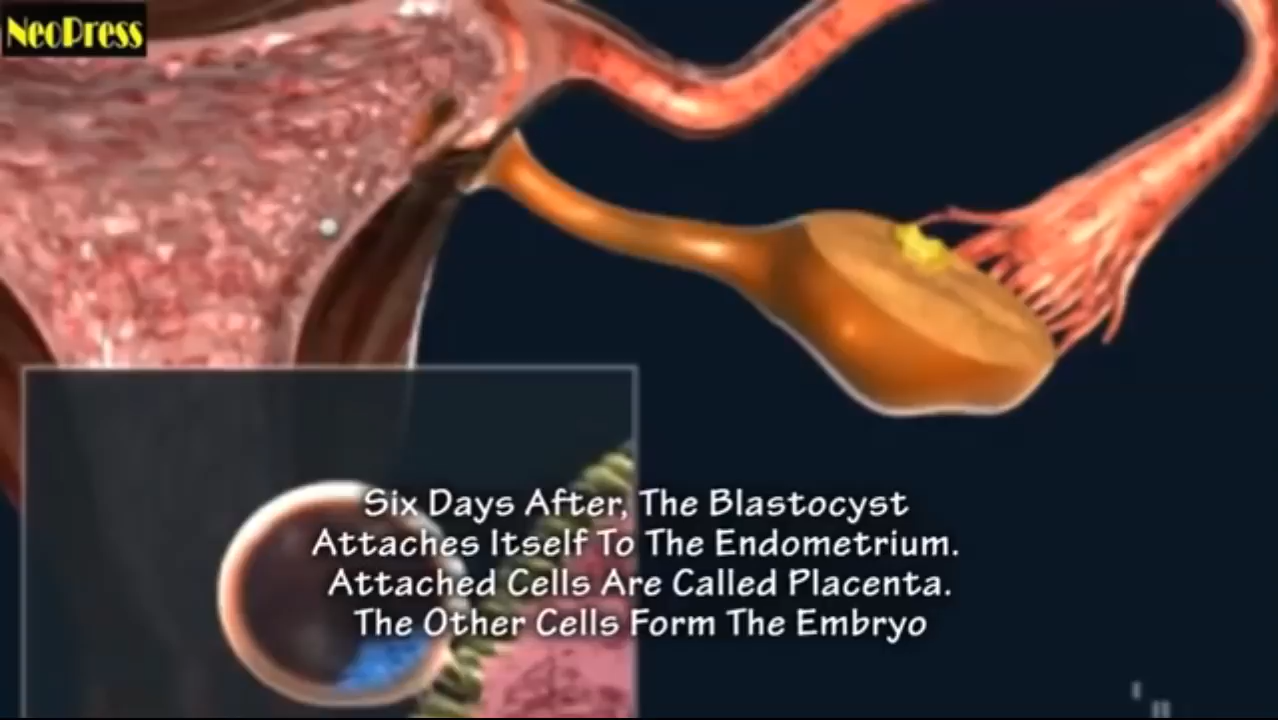 NeoPress
Six Days After, The Blastocyst
Attaches Itself To The Endometrium.
Attached Cells Are Called Placenta.
The Other Cells Form The Embryo